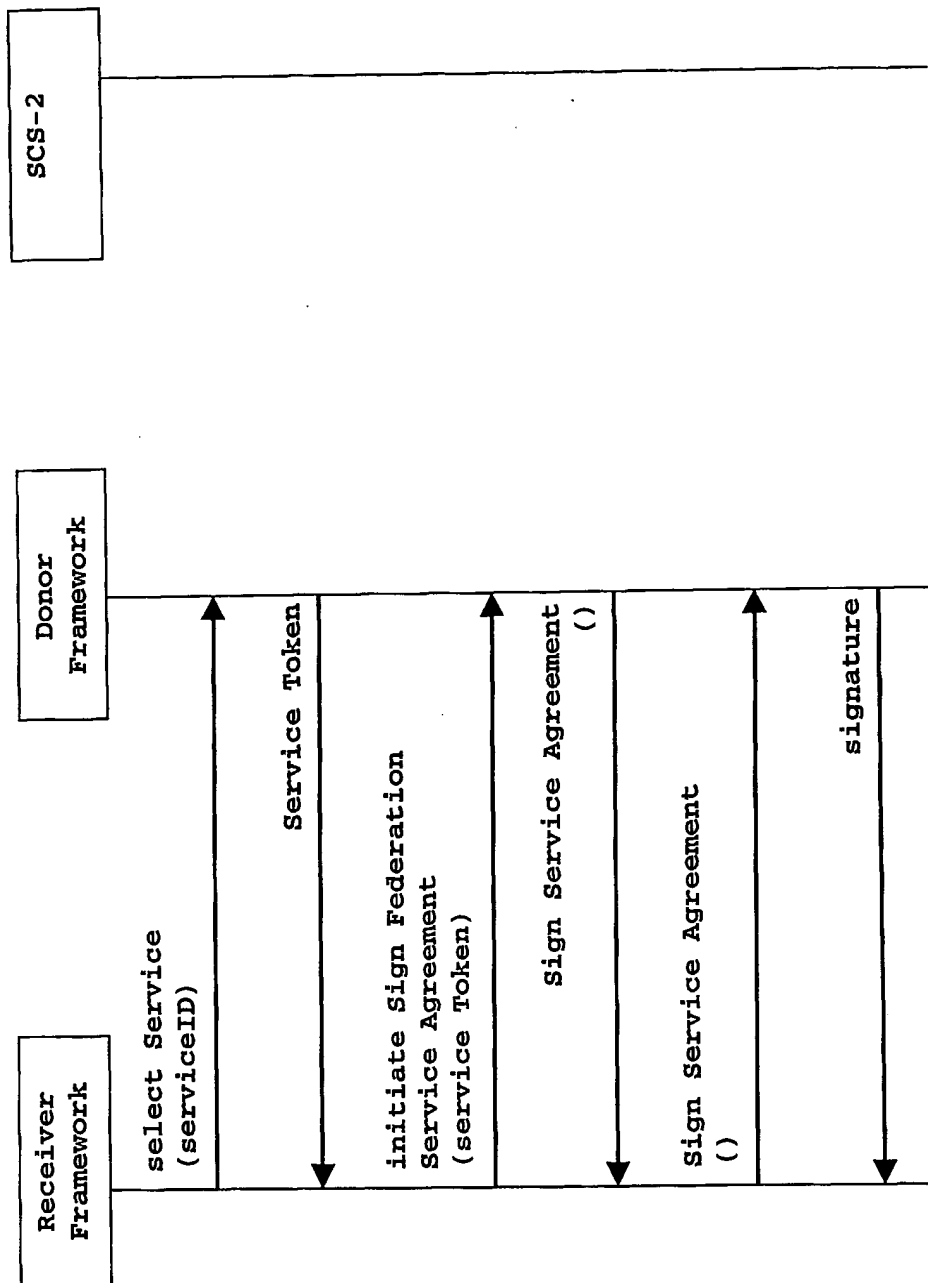 Receiver
Framework
Donor
Framework
SCS-2
select Service
(serviceID)
Service Token
initiate Sign Federation
Service Agreement
(service Token)
Sign Service Agreement
()
Sign Service Agreement
()
signature